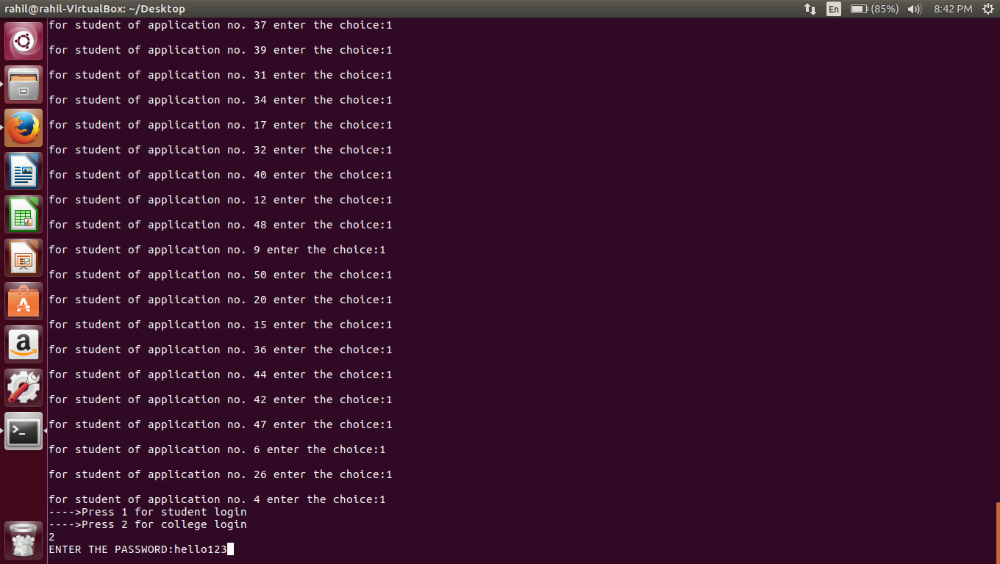 rahil@rahil-VirtualBox: ~/Desktop En (85%) 8:42 PM
for student of application no. 37 enter the choice:1
for student of application no. 39 enter the choice:1
for student of application no. 31 enter the choice:1
for student of application no. 34 enter the choice:1
for student of application no. 17 enter the choice:1
for student of application no. 32 enter the choice:1
for student of application no. 40 enter the choice:1
for student of application no. 12 enter the choice:1
for student of application no. 48 enter the choice:1
for student of application no. 9 enter the choice:1
for student of application no. 50 enter the choice:1
for student of application no. 20 enter the choice:1
for student of application no. 15 enter the choice:1
for student of application no. 36 enter the choice:1
for student of application no. 44 enter the choice:1
for student of application no. 42 enter the choice:1
for student of application no. 47 enter the choice:1
for student of application no. 6 enter the choice:1
for student of application no. 26 enter the choice:1
for student of application no. 4 enter the choice:1
---->Press 1 for student login
---->Press 2 for college login
2
ENTER THE PASSWORD:hello123